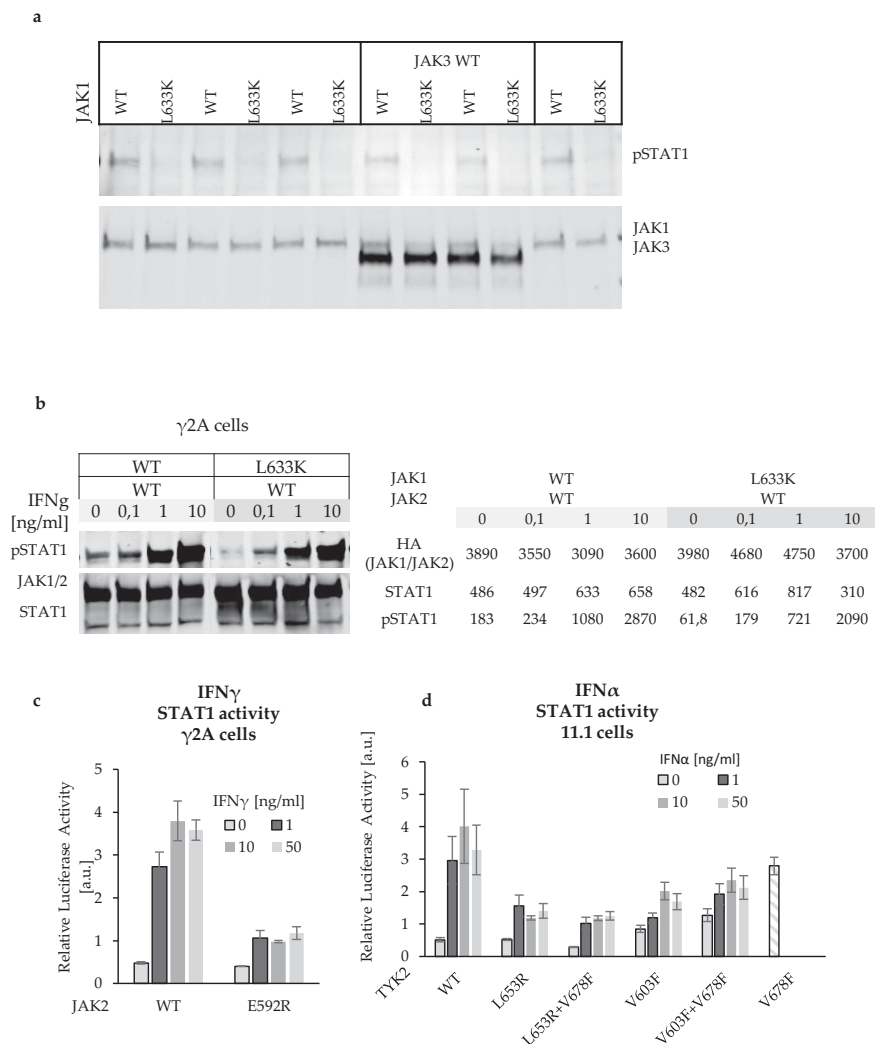 a
JAK3 WT
JAK1
WT L633K WT L633K WT L633K WT L633K WT L633K WT L633K
pSTAT1
JAK1
JAK3
b
γ2A cells
WT L633K
WT WT
IFNg
[ng/ml]
0 0,1 1 10 0 0,1 1 10
pSTAT1
JAK1/2
STAT1
JAK1 WT L633K
JAK2 WT WT
0 0,1 1 10 0 0,1 1 10
HA
(JAK1/JAK2) 3890 3550 3090 3600 3980 4680 4750 3700
STAT1 486 497 633 658 482 616 817 310
pSTAT1 183 234 1080 2870 61,8 179 721 2090
c
IFNγ
STAT1 activity
γ2A cells
Relative Luciferase Activity
[a.u.]
5
4
3
2
1
0
IFNγ [ng/ml]
0 1
10 50
JAK2 WT E592R
d
IFNα
STAT1 activity
11.1 cells
Relative Luciferase Activity [a.u.]
6
5
4
3
2
1
0
IFNα [ng/ml]
0 1
10 50
TYK2 WT L653R L653R+V678F V603F V603F+V678F V678F